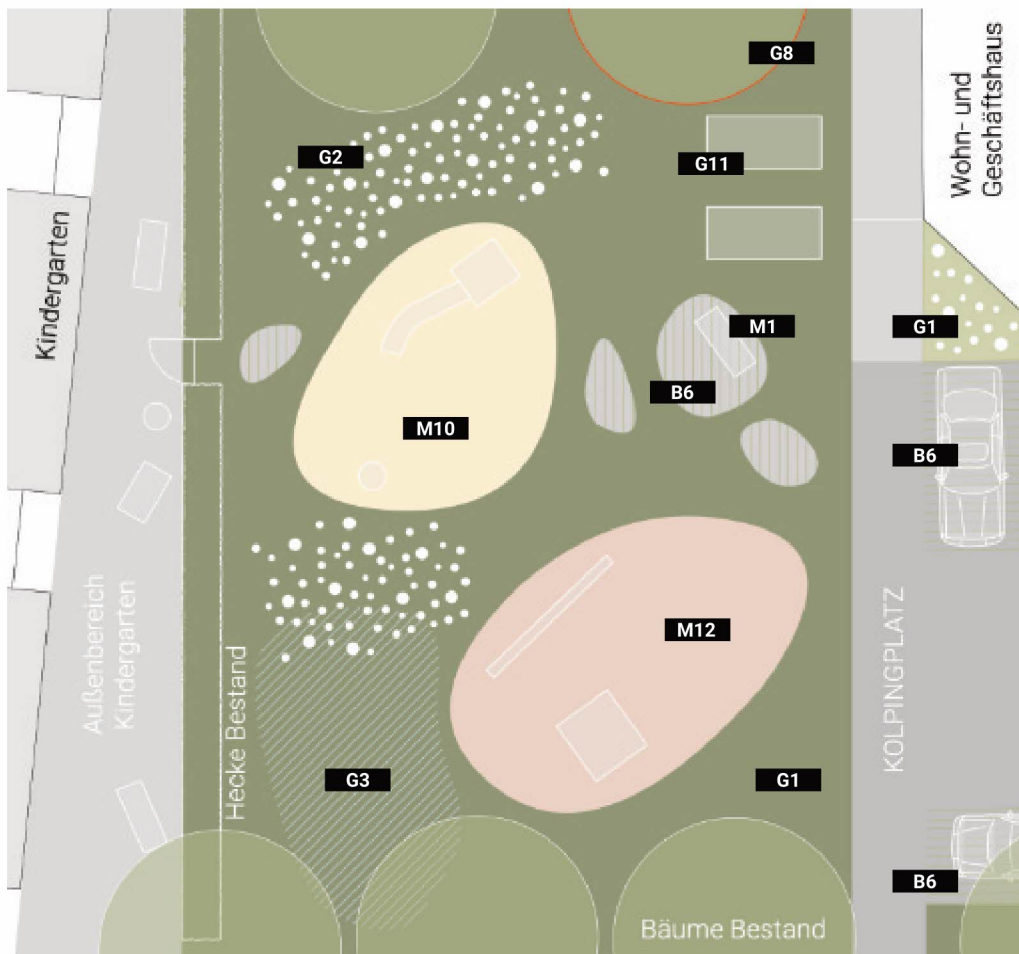 G8
Wohn- und
Geschäftshaus
G2
G11
Kindergarten
M1
G1
B6
M10
B6
Außenbereich
Kindergarten
Hecke Bestand
M12
KOLPINGPLATZ
G3
G1
B6
Bäume Bestand